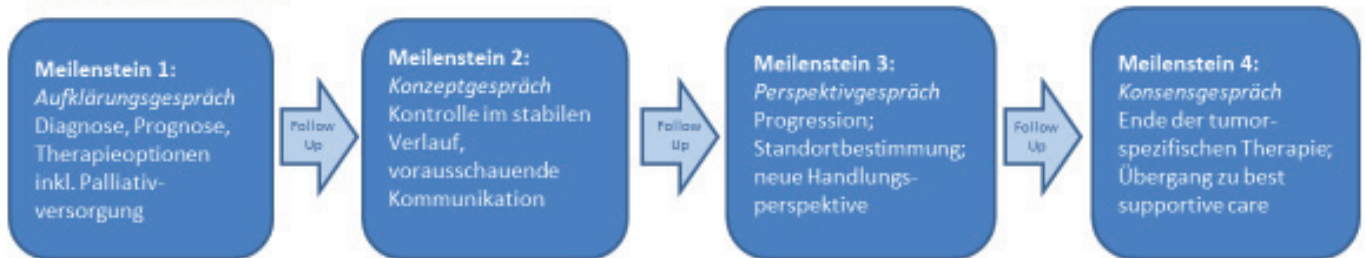 Meilenstein 1:
Aufklärungsgespräch
Diagnose, Prognose,
Therapieoptionen
inkl. Palliativ-
versorgung
Follow
Up
Meilenstein 2:
Konzeptgespräch
Kontrolle im stabilen
Verlauf,
vorausschauende
Kommunikation
Follow
Up
Meilenstein 3:
Perspektivgespräch
Progression;
Standortbestimmung;
neue Handlungs-
perspektive
Follow
Up
Meilenstein 4:
Konsensgespräch
Ende der tumor-
spezifischen Therapie;
Übergang zu best
supportive care